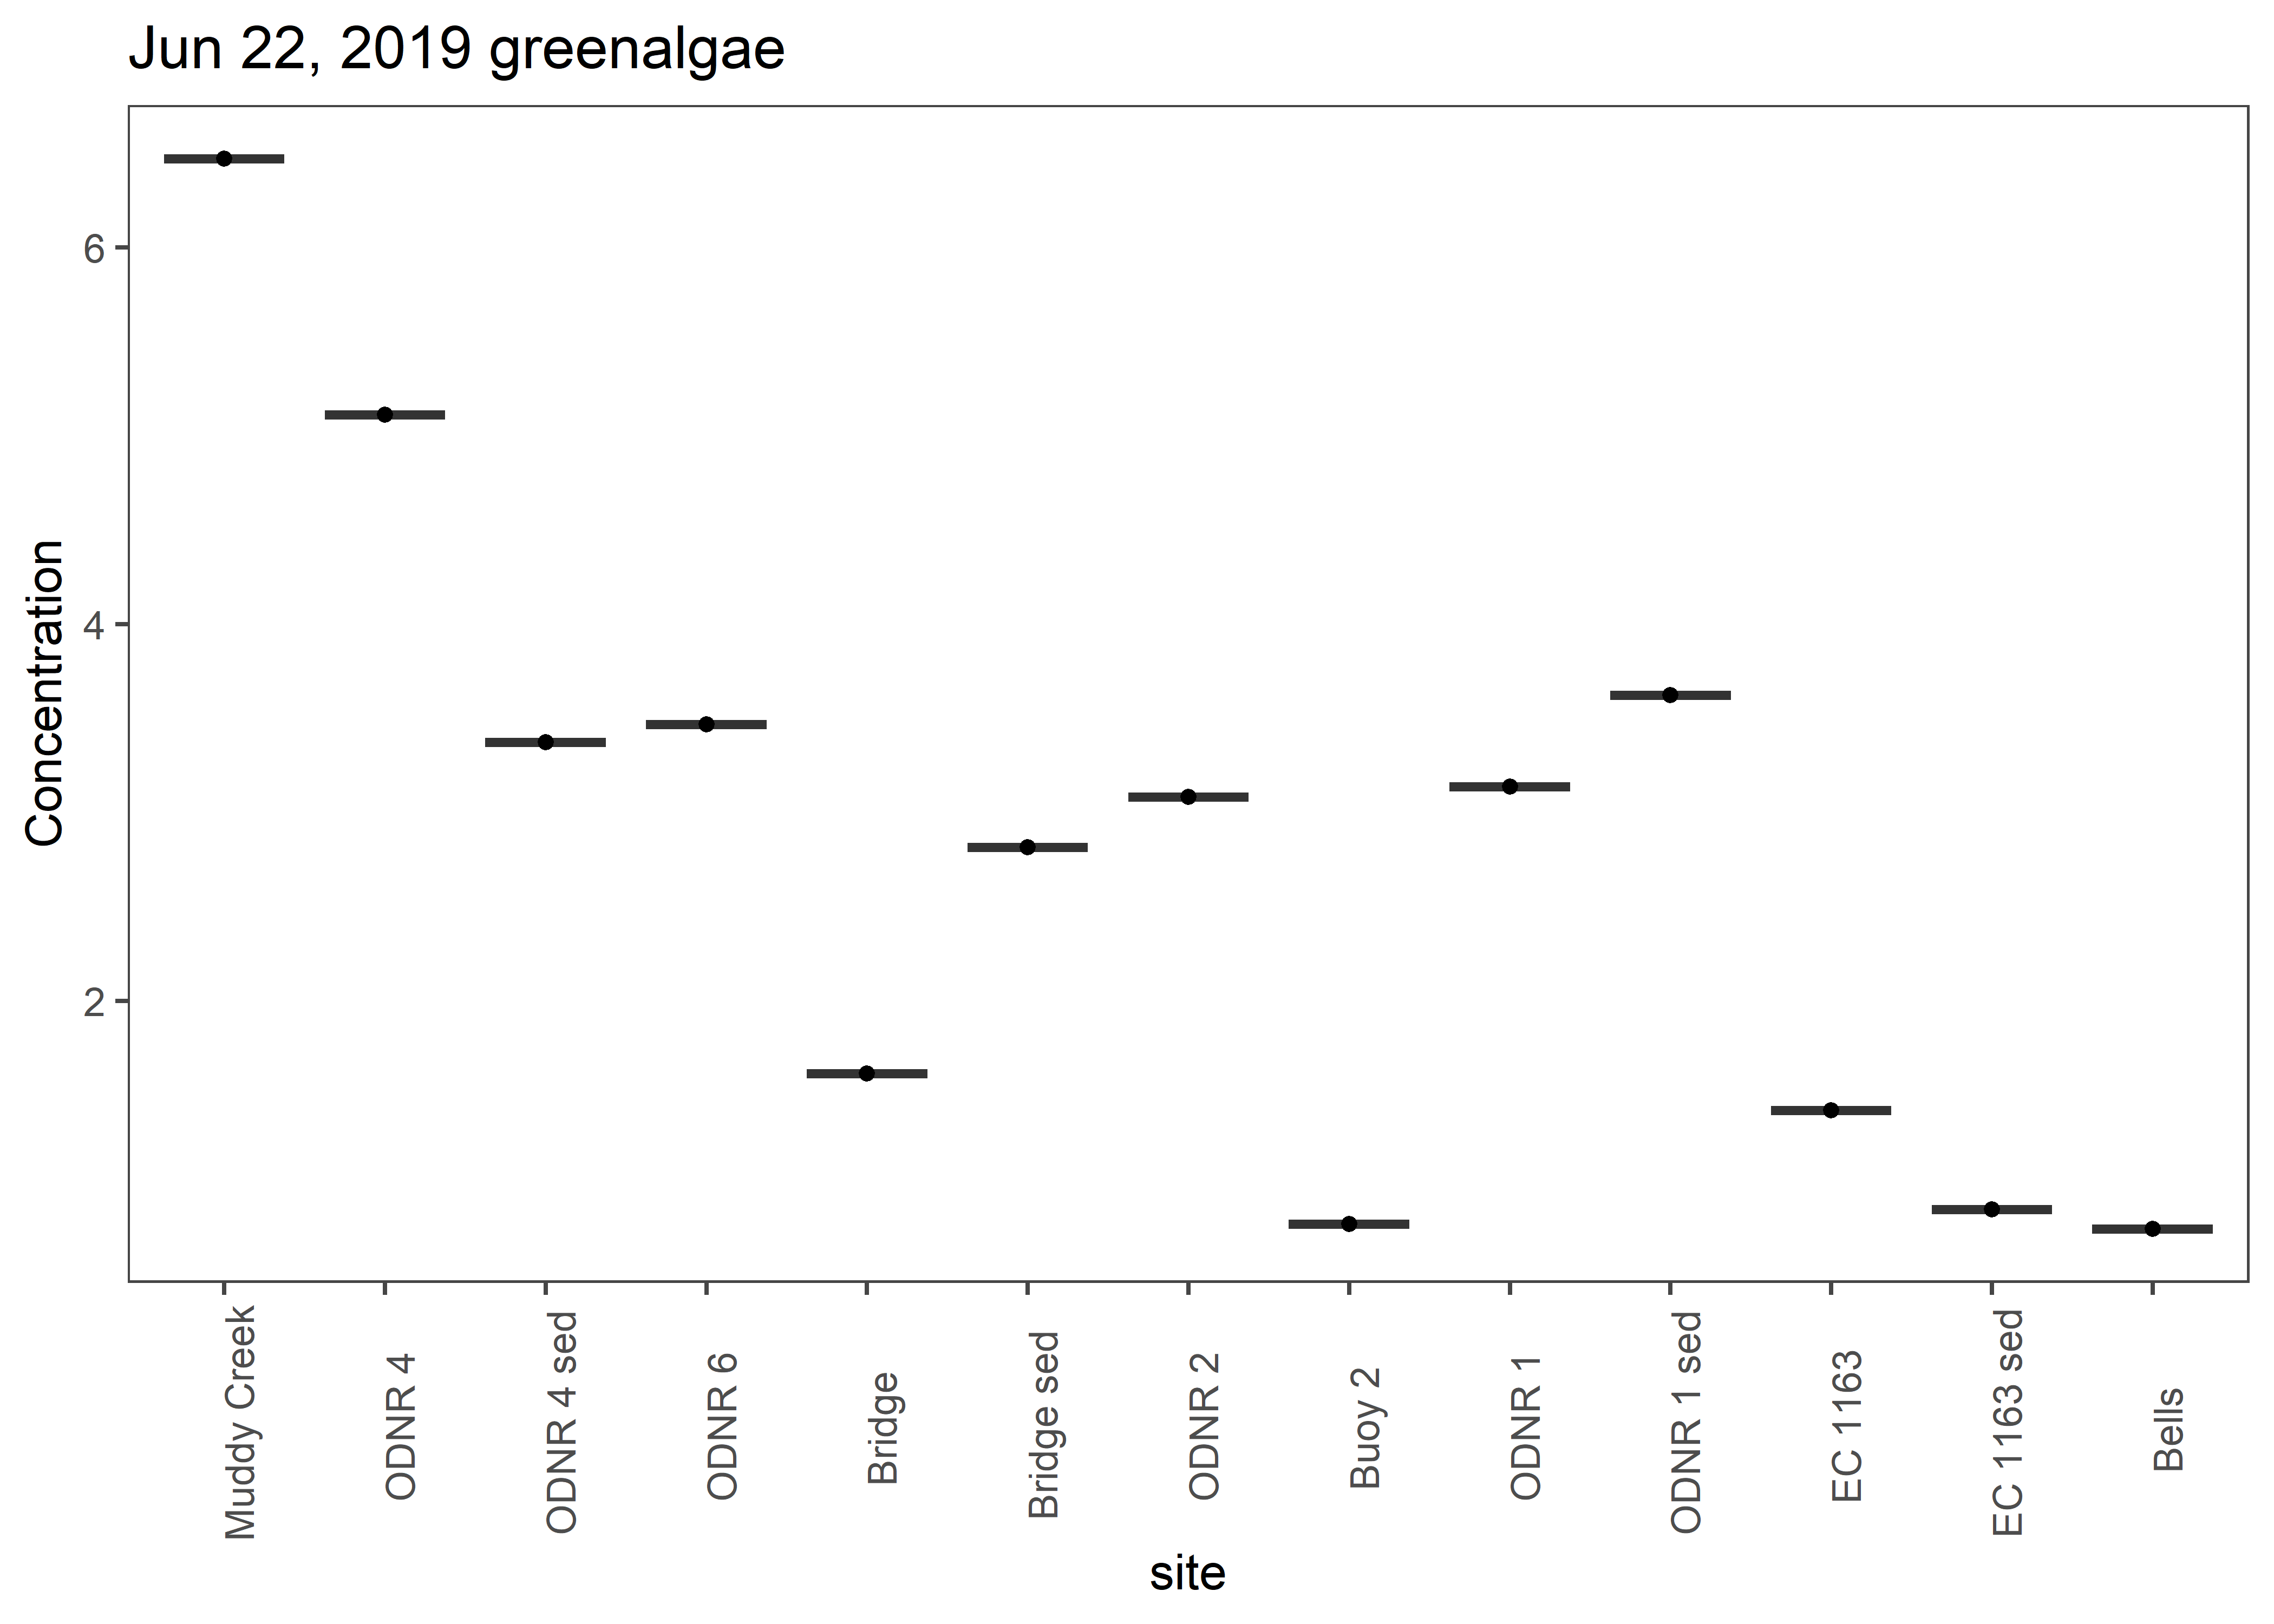 Jun 22, 2019 greenalgae
Concentration
6
4
2
Muddy Creek
ODNR 4
ODNR 4 sed
ODNR 6
Bridge
Bridge sed
ODNR 2
Buoy 2
ODNR 1
ODNR 1 sed
EC 1163
EC 1163 sed
Bells
site